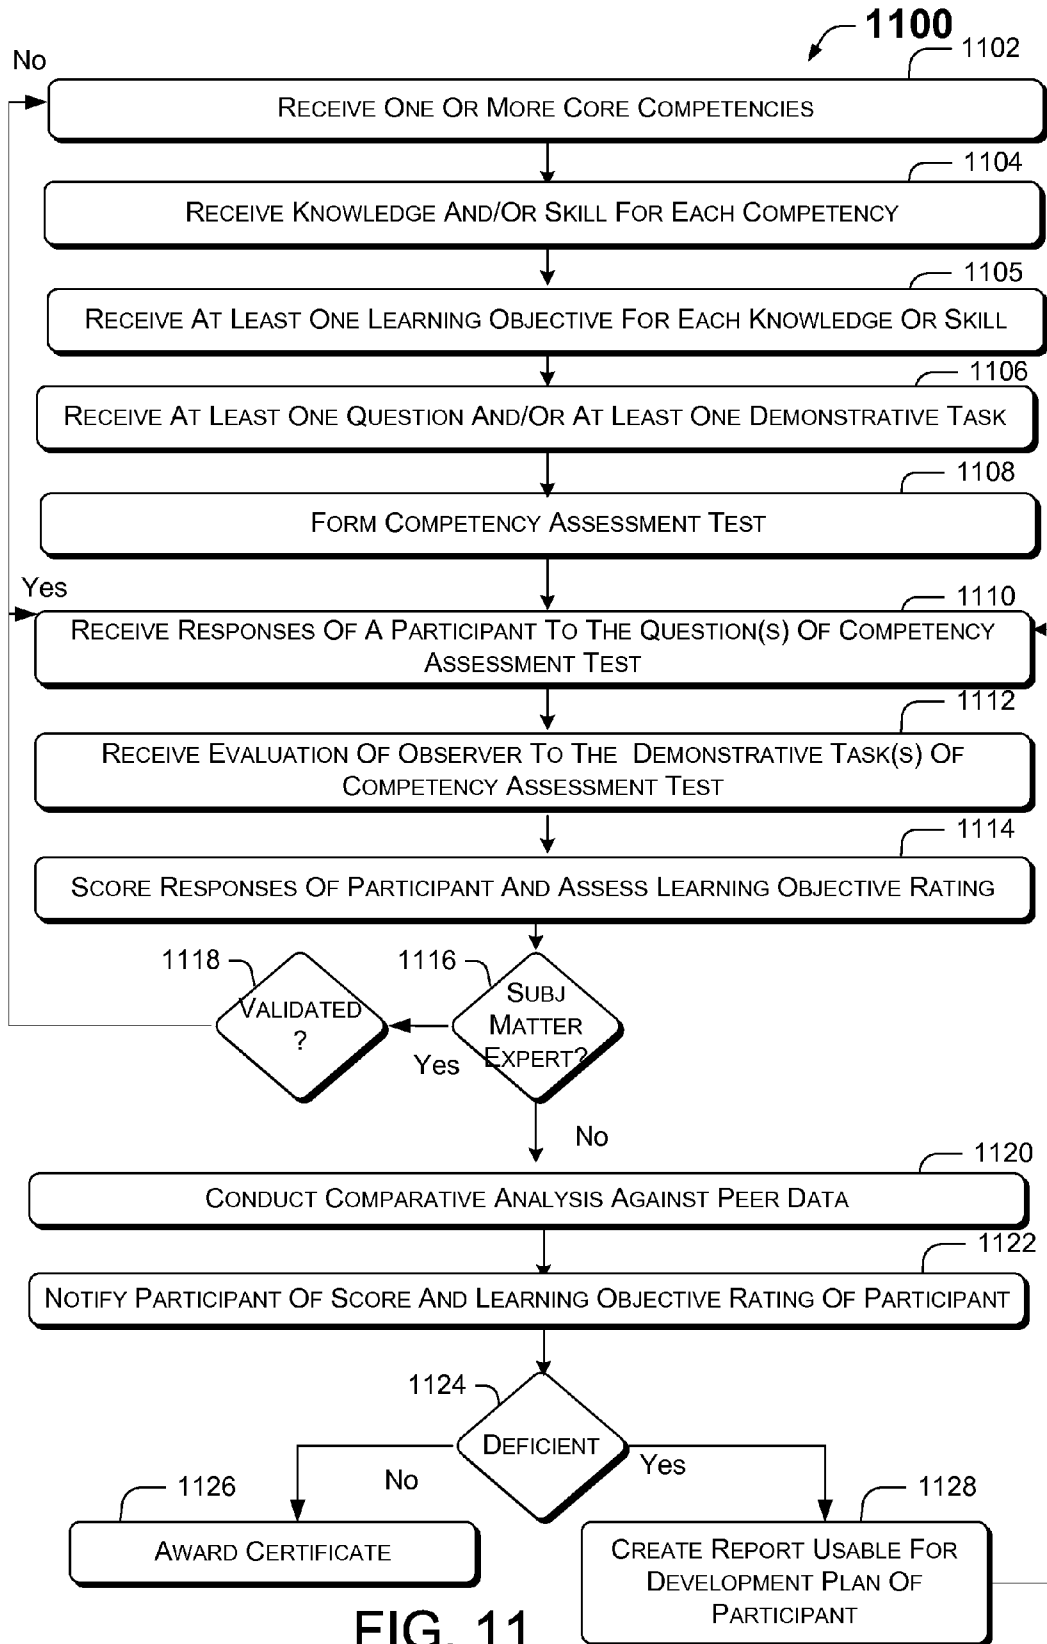 1100
1102
No
RECEIVE ONE OR MORE CORE COMPETENCIES
1104
RECEIVE KNOWLEDGE AND/OR SKILL FOR EACH COMPETENCY
1105
RECEIVE AT LEAST ONE LEARNING OBJECTIVE FOR EACH KNOWLEDGE OR SKILL
1106
RECEIVE AT LEAST ONE QUESTION AND/OR AT LEAST ONE DEMONSTRATIVE TASK
1108
FORM COMPETENCY ASSESSMENT TEST
Yes
1110
RECEIVE RESPONSES OF A PARTICIPANT TO THE QUESTION(S) OF COMPETENCY
ASSESSMENT TEST
1112
RECEIVE EVALUATION OF OBSERVER TO THE DEMONSTRATIVE TASK(S) OF
COMPETENCY ASSESSMENT TEST
1114
SCORE RESPONSES OF PARTICIPANT AND ASSESS LEARNING OBJECTIVE RATING
1118
VALIDATED
?
1116
SUBJ
MATTER
EXPERT?
Yes
No
1120
CONDUCT COMPARATIVE ANALYSIS AGAINST PEER DATA
1122
NOTIFY PARTICIPANT OF SCORE AND LEARNING OBJECTIVE RATING OF PARTICIPANT
1124
DEFICIENT
No
Yes
1126
AWARD CERTIFICATE
1128
CREATE REPORT USABLE FOR
DEVELOPMENT PLAN OF
PARTICIPANT
FIG. 11